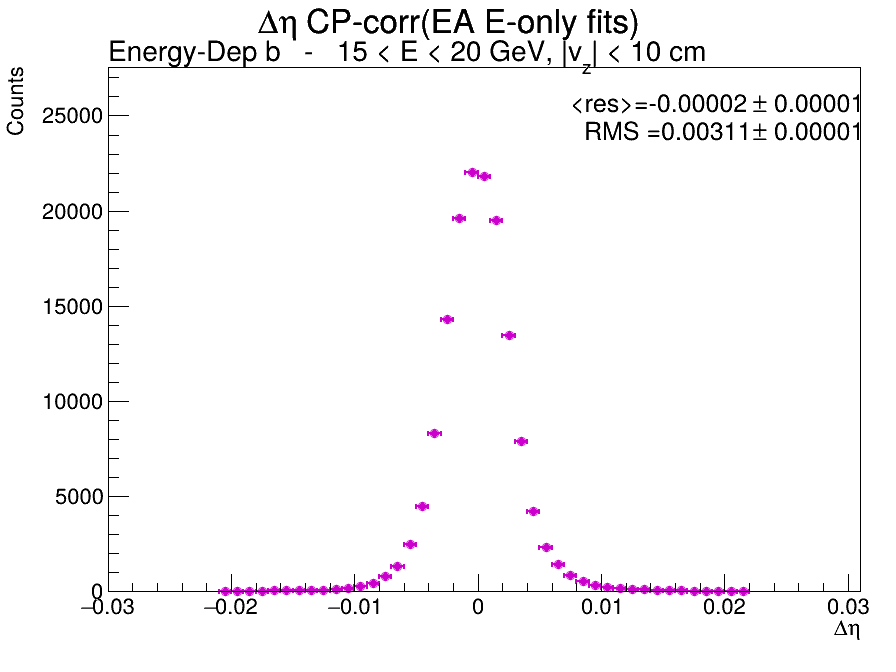 Δη CP-corr(EA E-only fits)
Energy-Dep b - 15 < E < 20 GeV, |v_z| < 10 cm
<res>=-0.00002 ± 0.00001
RMS =0.00311± 0.00001
Counts
25000
20000
15000
10000
5000
0
−0.03 −0.02 −0.01 0 0.01 0.02 0.03
Δη